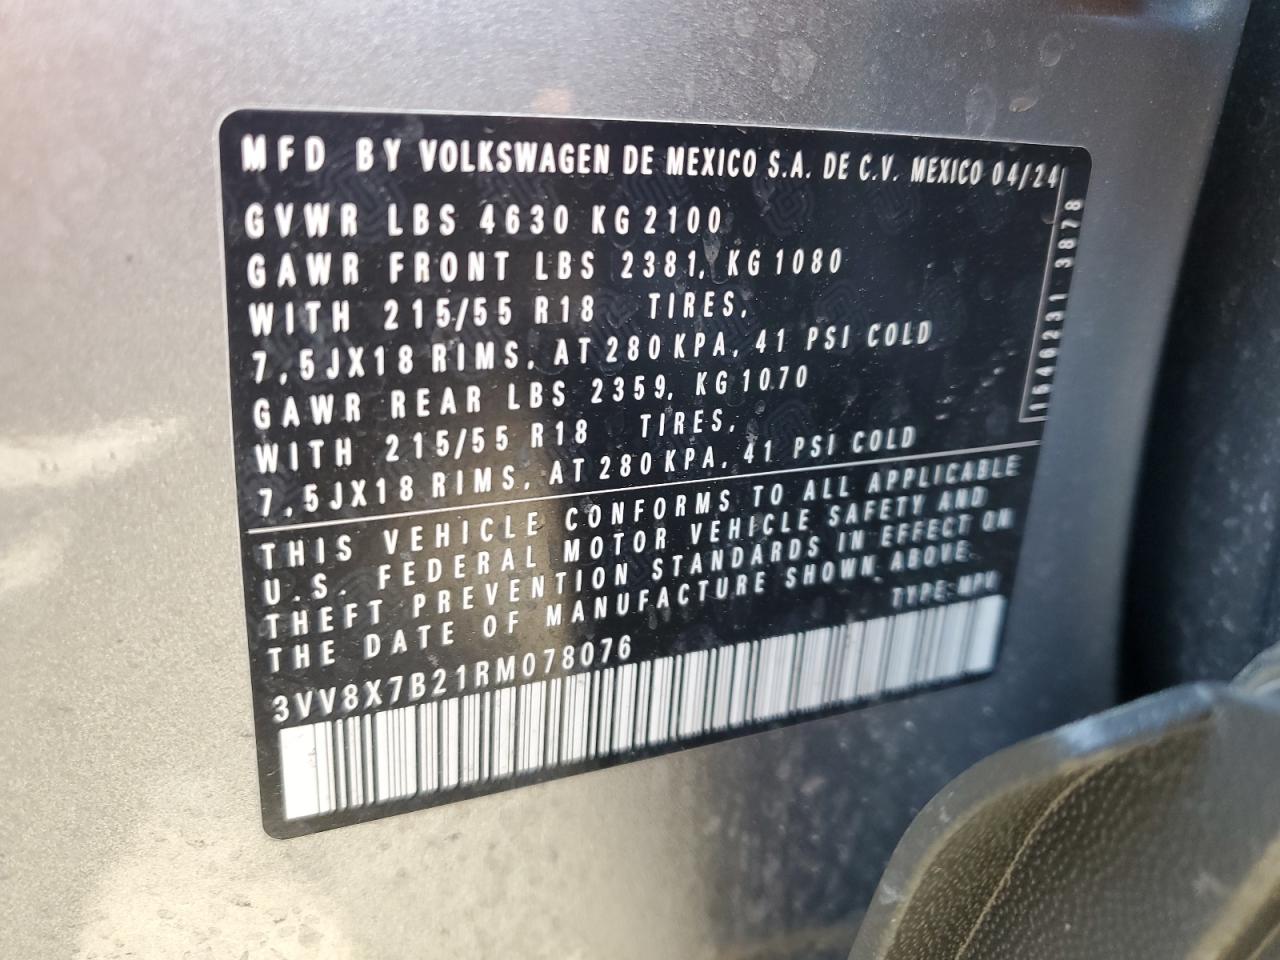 MFD BY VOLKSWAGEN DE MEXICO S.A. DE C.V. MEXICO 04/24
GVWR LBS 4630 KG 2100
GAWR FRONT LBS 2381, KG 1080
WITH 215/55 R18 TIRES,
7,5JX18 RIMS, AT 280 KPA, 41 PSI COLD
GAWR REAR LBS 2359, KG 1070
WITH 215/55 R18 TIRES,
7,5JX18 RIMS, AT 280 KPA, 41 PSI COLD
THIS VEHICLE CONFORMS TO ALL APPLICABLE
U.S. FEDERAL MOTOR VEHICLE SAFETY AND
THEFT PREVENTION STANDARDS IN EFFECT ON
THE DATE OF MANUFACTURE SHOWN ABOVE.
TYPE: MPV
3VV8X7B21RM078076
1546231 3878